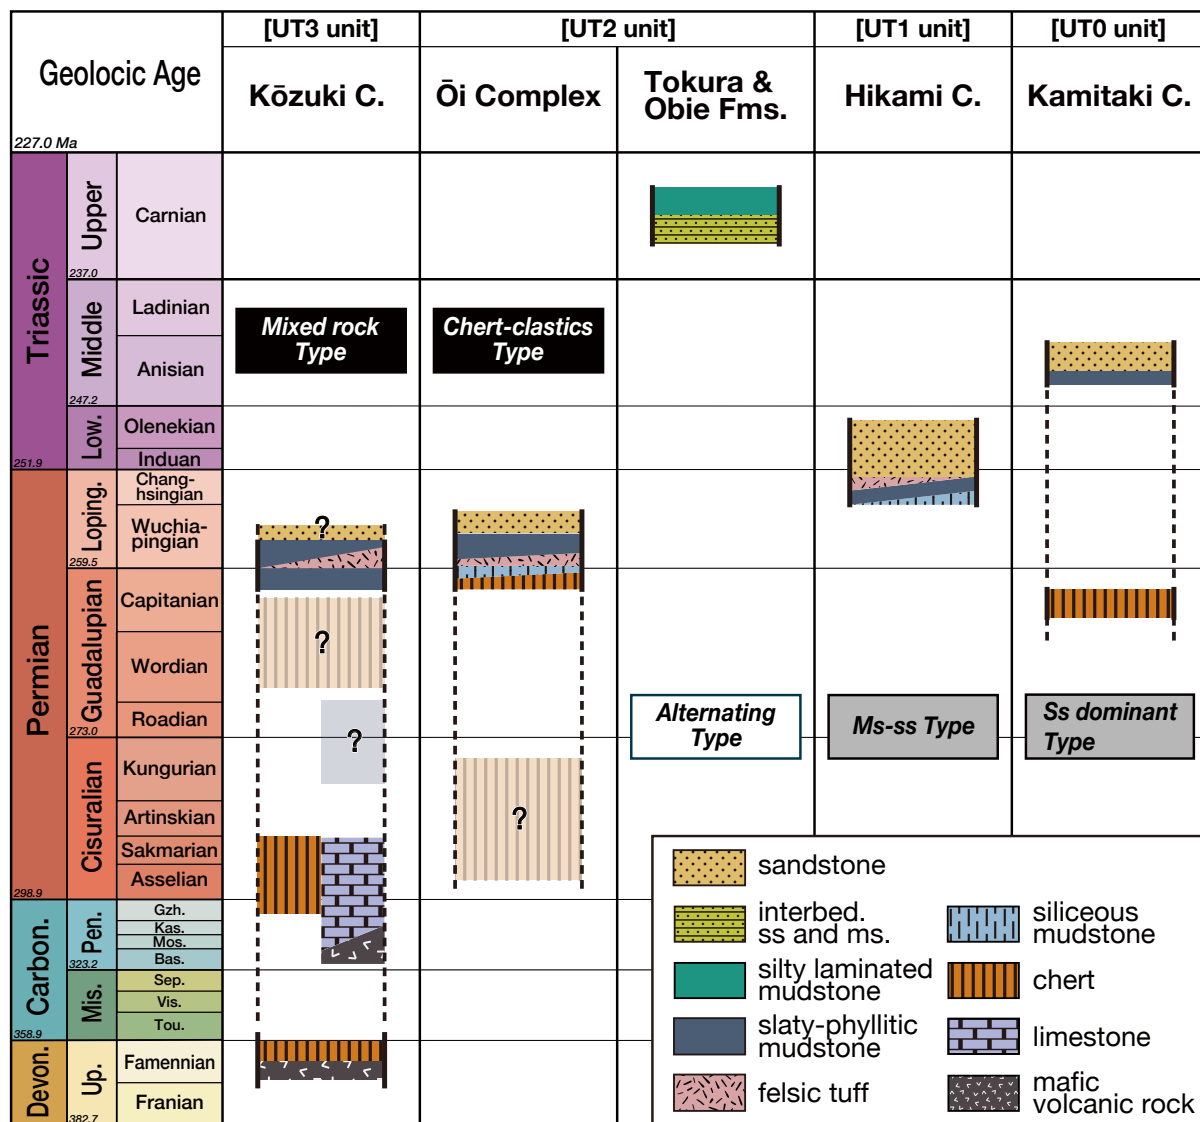 [UT3 unit]
[UT2 unit]
[UT1 unit]
[UT0 unit]
Geolocic Age
Kōzuki C.
Ōi Complex
Tokura &
Obie Fms.
Hikami C.
Kamitaki C.
227.0 Ma
Triassic
Upper
Carnian
237.0
Middle
Ladinian
Anisian
247.2
Low.
Olenekian
Induan
251.9
Mixed rock
Type
Chert-clastics
Type
Permian
Loping.
Chang-
hsingian
Wuchia-
pingian
259.5
?
Guadalupian
Capitanian
Wordian
Roadian
273.0
?
?
Alternating
Type
Ms-ss Type
Ss dominant
Type
Cisuralian
Kungurian
Artinskian
Sakmarian
Asselian
298.9
?
Carbon.
Pen.
Gzh.
Kas.
Mos.
Bas.
323.2
Mis.
Sep.
Vis.
Tou.
358.9
Devon.
Up.
Famennian
Franian
382.7
sandstone
interbed.
ss and ms.
silty laminated
mudstone
slaty-phyllitic
mudstone
felsic tuff
siliceous
mudstone
chert
limestone
mafic
volcanic rock